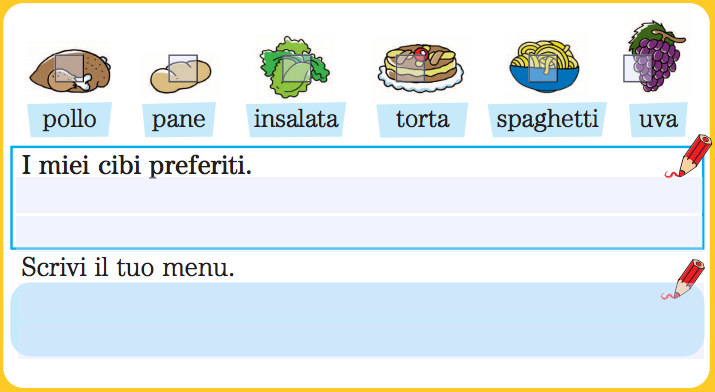 pollo pane insalata torta spaghetti uva
I miei cibi preferiti.
Scrivi il tuo menu.